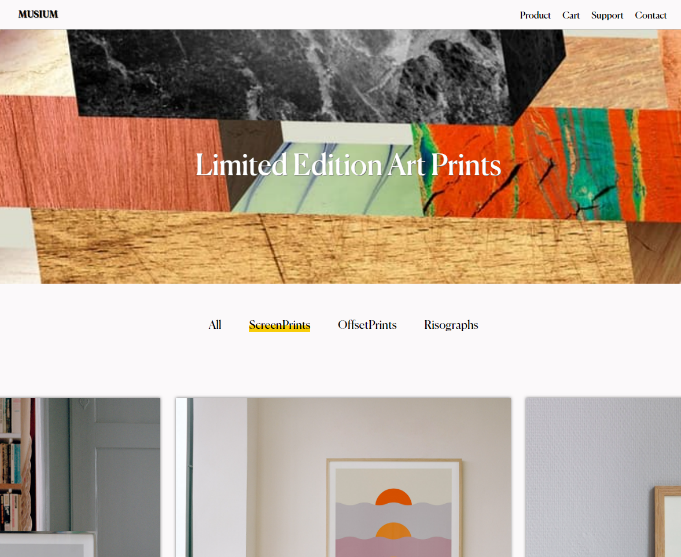 MUSIUM
Product Cart Support Contact
Limited Edition Art Prints
All ScreenPrints OffsetPrints Risographs